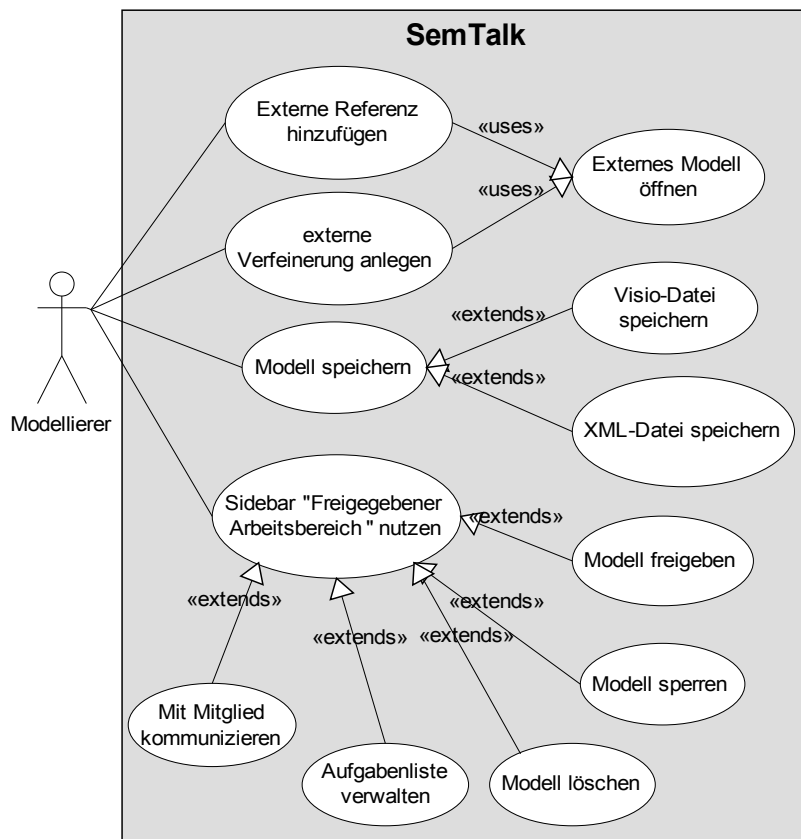 SemTalk
Externe Referenz
hinzufügen
«uses»
Externes Modell
öffnen
«uses»
externe
Verfeinerung anlegen
Visio-Datei
speichern
«extends»
Modell speichern
«extends»
XML-Datei speichern
Modellierer
Sidebar "Freigegebener
Arbeitsbereich" nutzen
«extends»
Modell freigeben
«extends»
«extends»
«extends»
«extends»
Modell sperren
Mit Mitglied
kommunizieren
Aufgabenliste
verwalten
Modell löschen